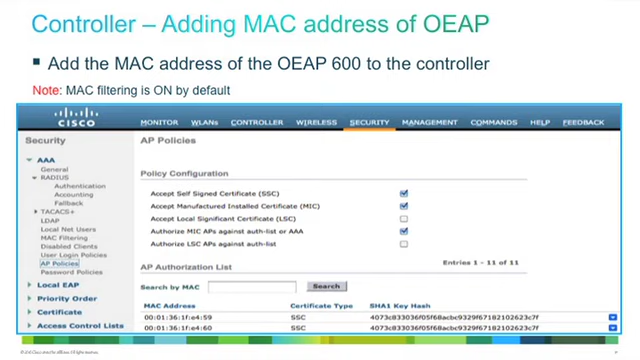 Controller – Adding MAC address of OEAP
Add the MAC address of the OEAP 600 to the controller
Note: MAC filtering is ON by default
CISCO
MONITOR WLANs CONTROLLER WIRELESS SECURITY MANAGEMENT COMMANDS HELP FEEDBACK
Security
AAA
General
RADIUS
Authentication
Accounting
Fallback
TACACS+
LDAP
Local Net Users
MAC Filtering
Disabled Clients
User Login Policies
AP Policies
Password Policies
Local EAP
Priority Order
Certificate
Access Control Lists
AP Policies
Policy Configuration
Accept Self Signed Certificate (SSC)
Accept Manufactured Installed Certificate (MIC)
Accept Local Significant Certificate (LSC)
Authorize MIC APs against auth-list or AAA
Authorize LSC APs against auth-list
AP Authorization List
Entries 1 - 11 of 11
Search by MAC
Search
MAC Address Certificate Type SHA1 Key Hash
00:01:36:1f:e4:59 SSC 4073c833036f05f68acbc9329f67182102623c7f
00:01:36:1f:e4:60 SSC 4073c833036f05f68acbc9329f67182102623c7f